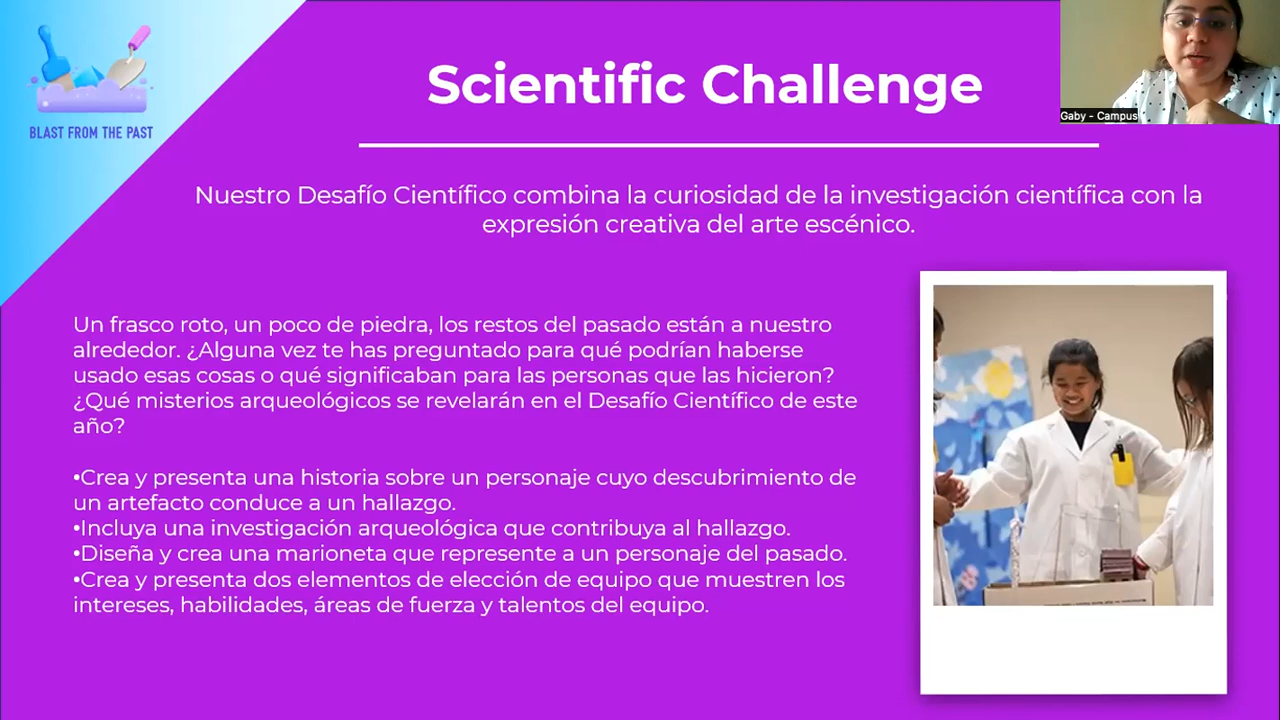 BLAST FROM THE PAST
Scientific Challenge
Gaby - Campus
Nuestro Desafío Científico combina la curiosidad de la investigación científica con la
expresión creativa del arte escénico.
Un frasco roto, un poco de piedra, los restos del pasado están a nuestro
alrededor. ¿Alguna vez te has preguntado para qué podrían haberse
usado esas cosas o qué significaban para las personas que las hicieron?
¿Qué misterios arqueológicos se revelarán en el Desafío Científico de este
año?
•Crea y presenta una historia sobre un personaje cuyo descubrimiento de
un artefacto conduce a un hallazgo.
•Incluya una investigación arqueológica que contribuya al hallazgo.
•Diseña y crea una marioneta que represente a un personaje del pasado.
•Crea y presenta dos elementos de elección de equipo que muestren los
intereses, habilidades, áreas de fuerza y talentos del equipo.